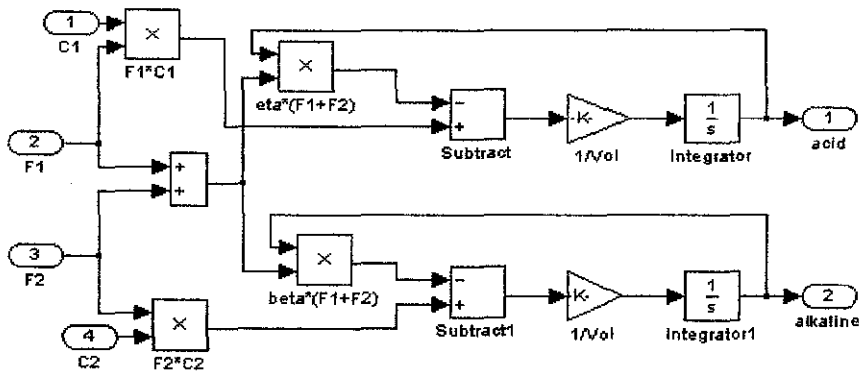 1
C1
×
F1*C1
2
F1
+
+
3
F2
4
C2
×
F2*C2
×
eta*(F1+F2)
-
+
Subtract
-K-
1/Vol
1
s
Integrator
1
acid
×
beta*(F1+F2)
-
+
Subtract1
-K-
1/Vol
1
s
Integrator1
2
alkaline